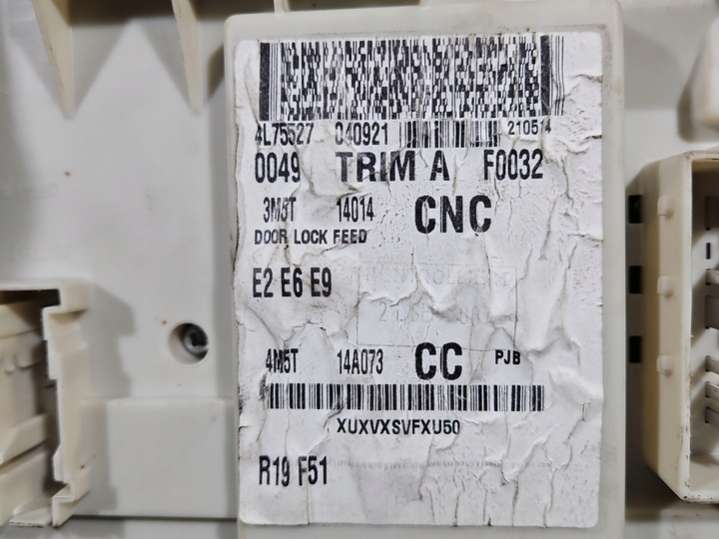 4L75527 040921 210514
0049 TRIM A F0032
3M5T 14014 CNC
DOOR LOCK FEED
E2 E6 E9
4M5T 14A073 CC PJB
XUXVXSVFXU50
R19 F51